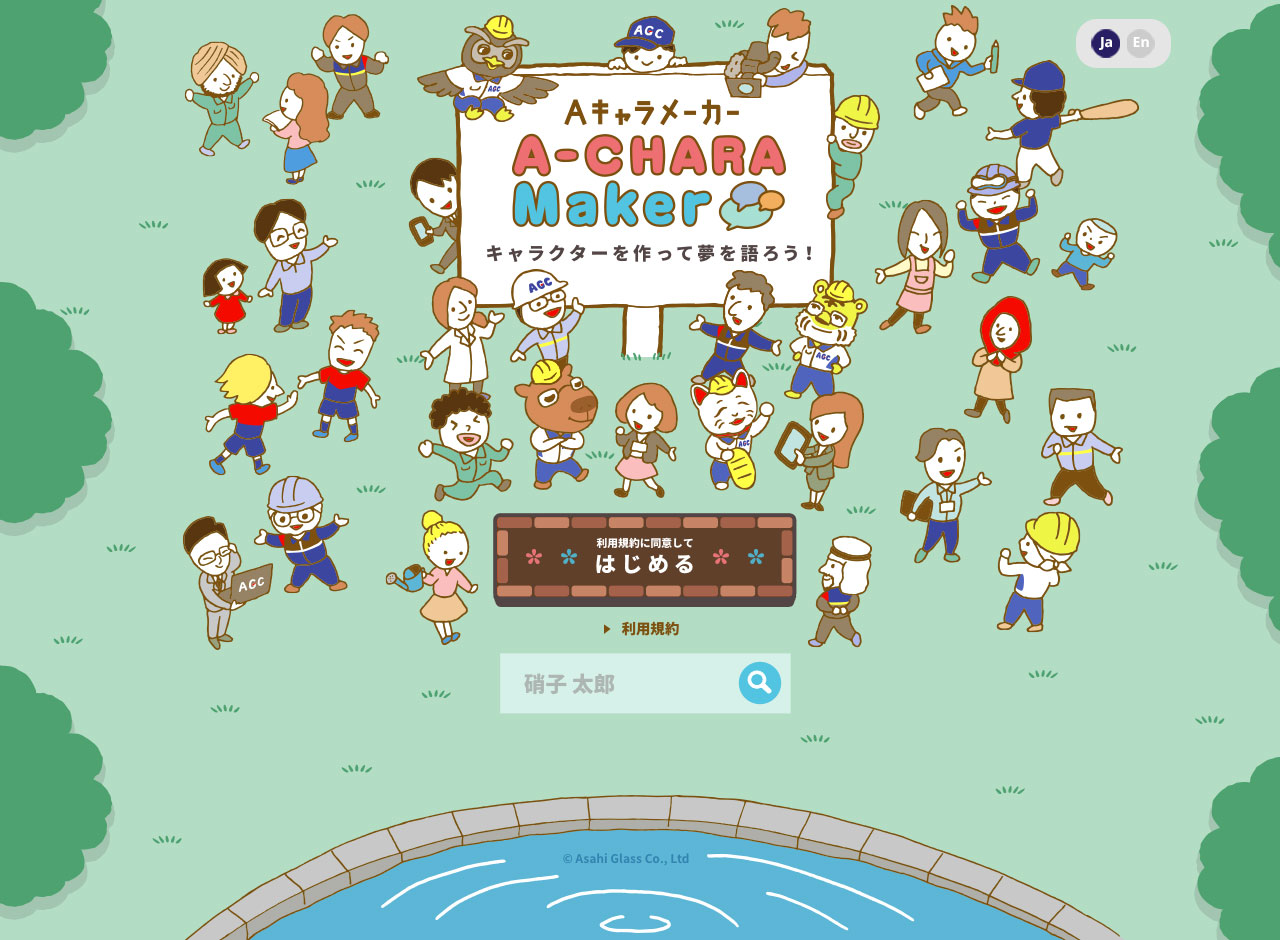 AGC
Ja En
AGC
Aキャラメーカー
A-CHARA
Maker
キャラクターを作って夢を語ろう!
AGC
AGC
AGC
利用規約に同意して
はじめる
AGC
利用規約
硝子 太郎
© Asahi Glass Co., Ltd